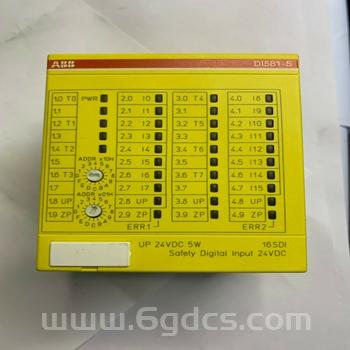 ABB DI581-S
1.0 T0 PWR 2.0 I0 3.0 T4 4.0 I8
1.1 2.1 I1 3.1 4.1 I9
1.2 T1 2.2 I2 3.2 T5 4.2 I10
1.3 2.3 I3 3.3 4.3 I11
1.4 T2 2.4 I4 3.4 T6 4.4 I12
1.5 ADDR x10H 2.5 I5 3.5 4.5 I13
1.6 T3 2.6 I6 3.6 T7 4.6 I14
1.7 2.7 I7 3.7 4.7 I15
1.8 UP ADDR x01H 2.8 UP 3.8 UP 4.8 UP
1.9 ZP 2.9 ZP 3.9 ZP 4.9 ZP
ERR1 ERR2
UP 24VDC 5W 16SDI
Safety Digital Input 24VDC
www.6gdcs.com